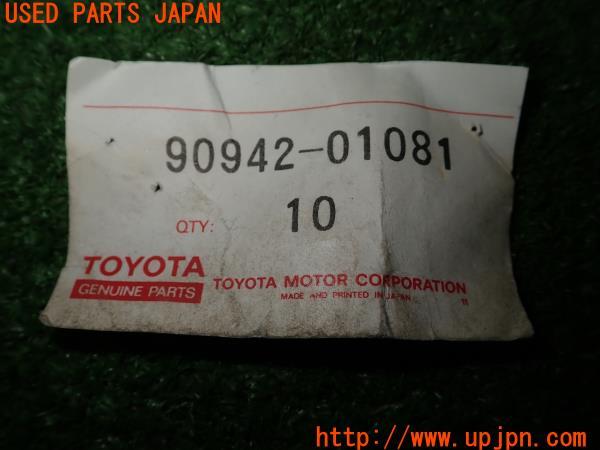 USED PARTS JAPAN
90942-01081
QTY: 10
TOYOTA
GENUINE PARTS
TOYOTA MOTOR CORPORATION
MADE AND PRINTED IN JAPAN
11
http://www.upjpn.com